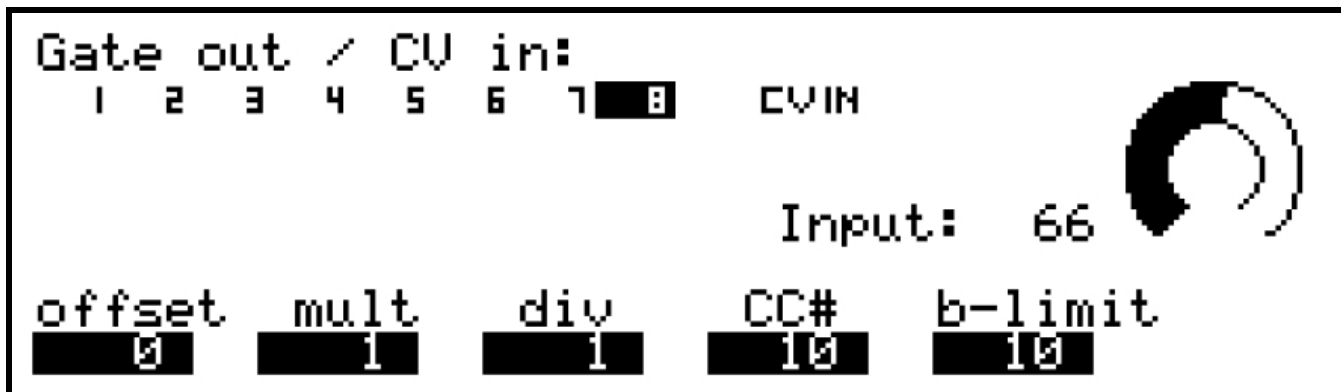 Gate out / CV in:
1 2 3 4 5 6 7 8 CVIN
Input: 66
offset mult div CC# b-limit
0 1 1 10 10